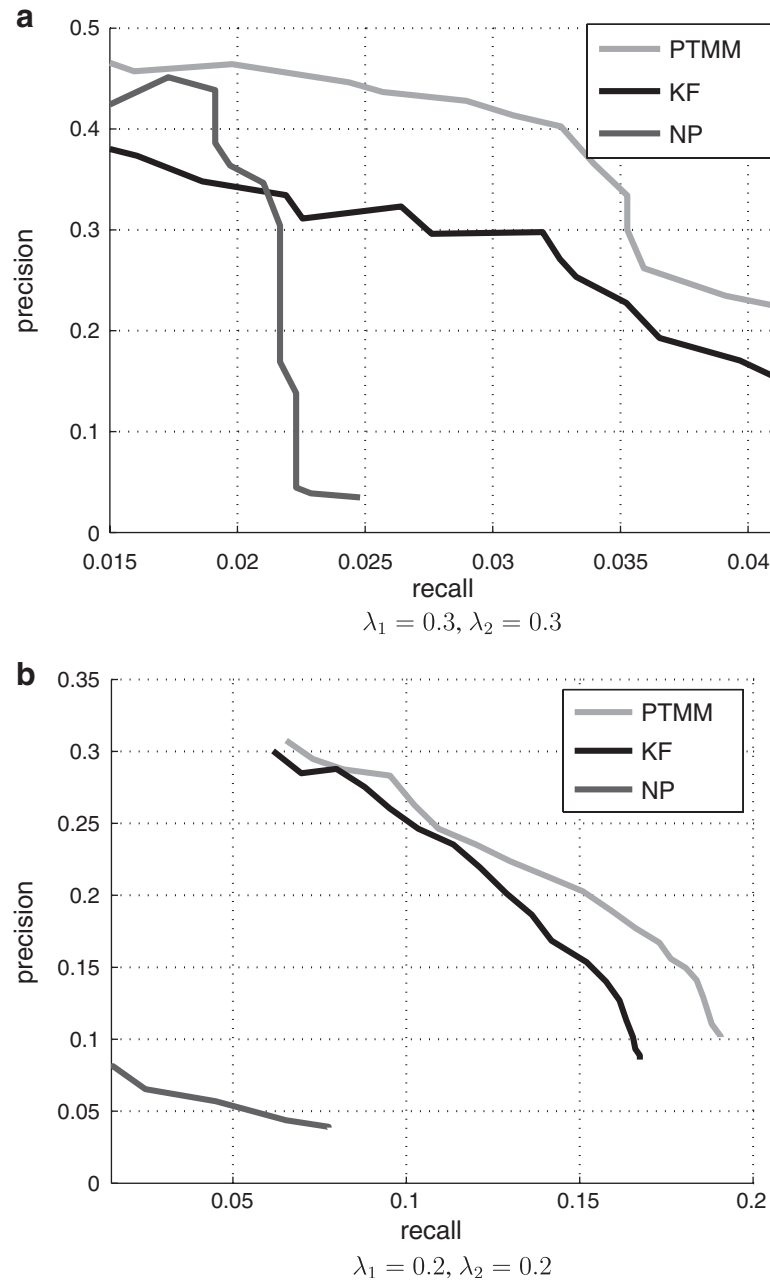 a
0.5
0.4
0.3
0.2
0.1
0
precision
PTMM
KF
NP
0.015 0.02 0.025 0.03 0.035 0.04
recall
λ₁ = 0.3, λ₂ = 0.3
b
0.35
0.3
0.25
0.2
0.15
0.1
0.05
0
precision
PTMM
KF
NP
0.05 0.1 0.15 0.2
recall
λ₁ = 0.2, λ₂ = 0.2